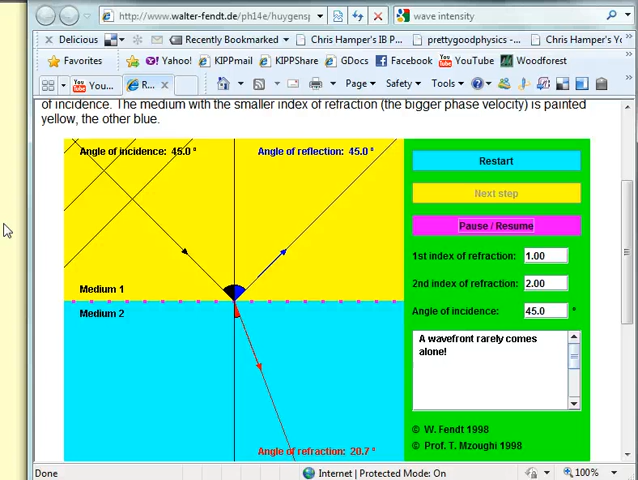 http://www.walter-fendt.de/ph14e/huygensp
wave intensity
Delicious
Recently Bookmarked
Chris Hamper's IB P...
prettygoodphysics - ...
Chris Hamper's Yo
Favorites
Yahoo!
KIPPmail
KIPPShare
GDocs
Facebook
YouTube
Woodforest
You...
R...
Page
Safety
Tools
of incidence. The medium with the smaller index of refraction (the bigger phase velocity) is painted
yellow, the other blue.
Angle of incidence: 45.0 °
Angle of reflection: 45.0 °
Medium 1
Medium 2
Angle of refraction: 20.7 °
Restart
Next step
Pause / Resume
1st index of refraction: 1.00
2nd index of refraction: 2.00
Angle of incidence: 45.0 °
A wavefront rarely comes
alone!
© W. Fendt 1998
© Prof. T. Mzoughi 1998
Done
Internet | Protected Mode: On
100%